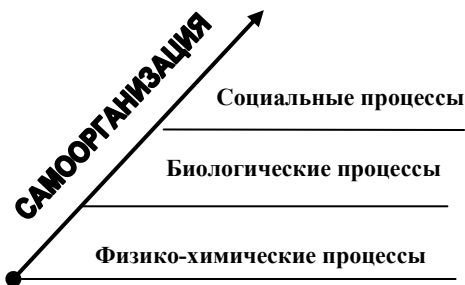 САМООРГАНИЗАЦИЯ
Социальные процессы
Биологические процессы
Физико-химические процессы